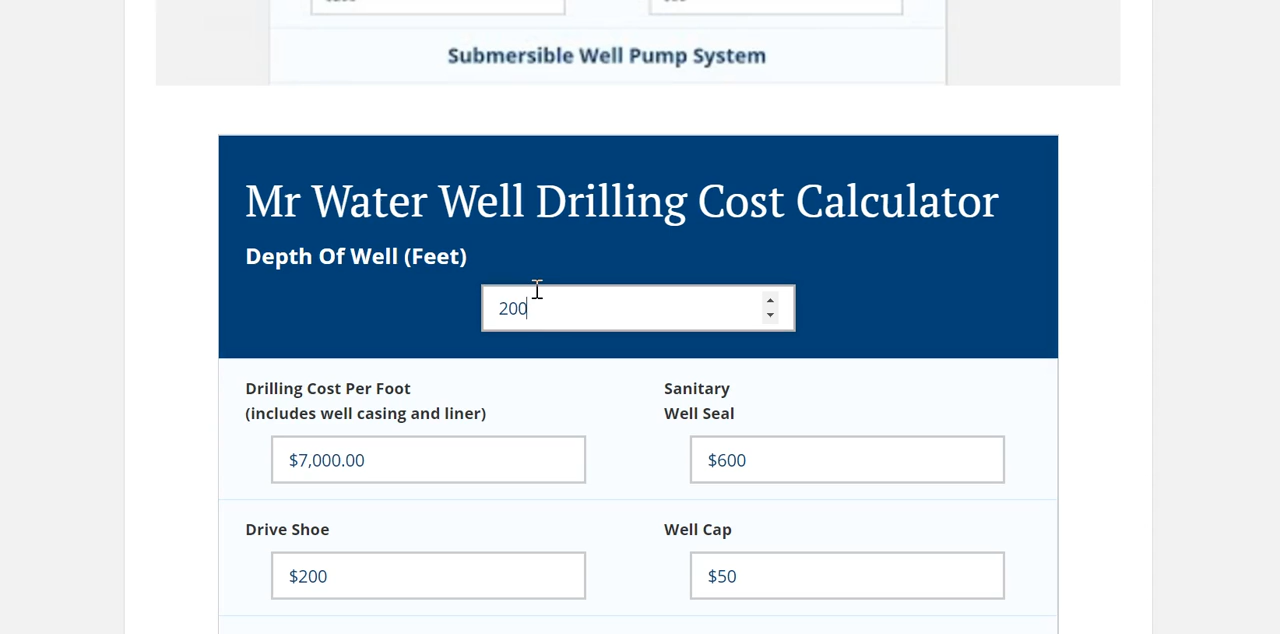 Submersible Well Pump System
Mr Water Well Drilling Cost Calculator
Depth Of Well (Feet)
200
Drilling Cost Per Foot
(includes well casing and liner)
$7,000.00
Sanitary
Well Seal
$600
Drive Shoe
$200
Well Cap
$50